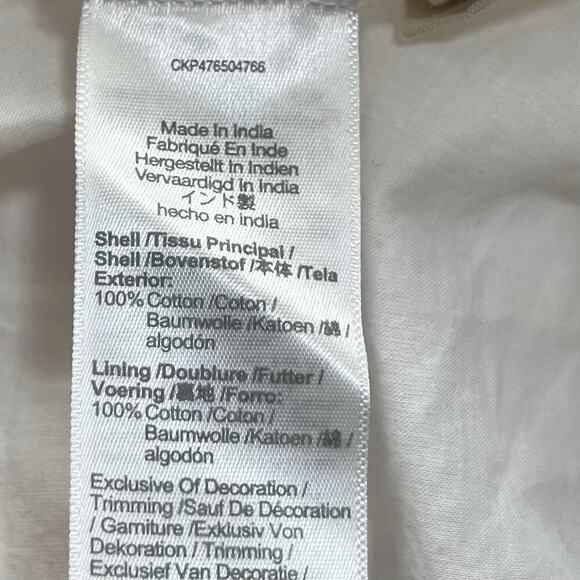 CKP476504766
Made In India
Fabriqué En Inde
Hergestellt In Indien
Vervaardigd In India
インド製
hecho en india
Shell /Tissu Principal /
Shell /Bovenstof /本体 /Tela
Exterior:
100% Cotton /Coton /
Baumwolle /Katoen /綿 /
algodón
Lining /Doublure /Futter /
Voering /裏地 /Forro:
100% Cotton /Coton /
Baumwolle /Katoen /綿 /
algodón
Exclusive Of Decoration /
Trimming /Sauf De Décoration
/ Garniture /Exklusiv Von
Dekoration / Trimming /
Exclusief Van Decoratie /